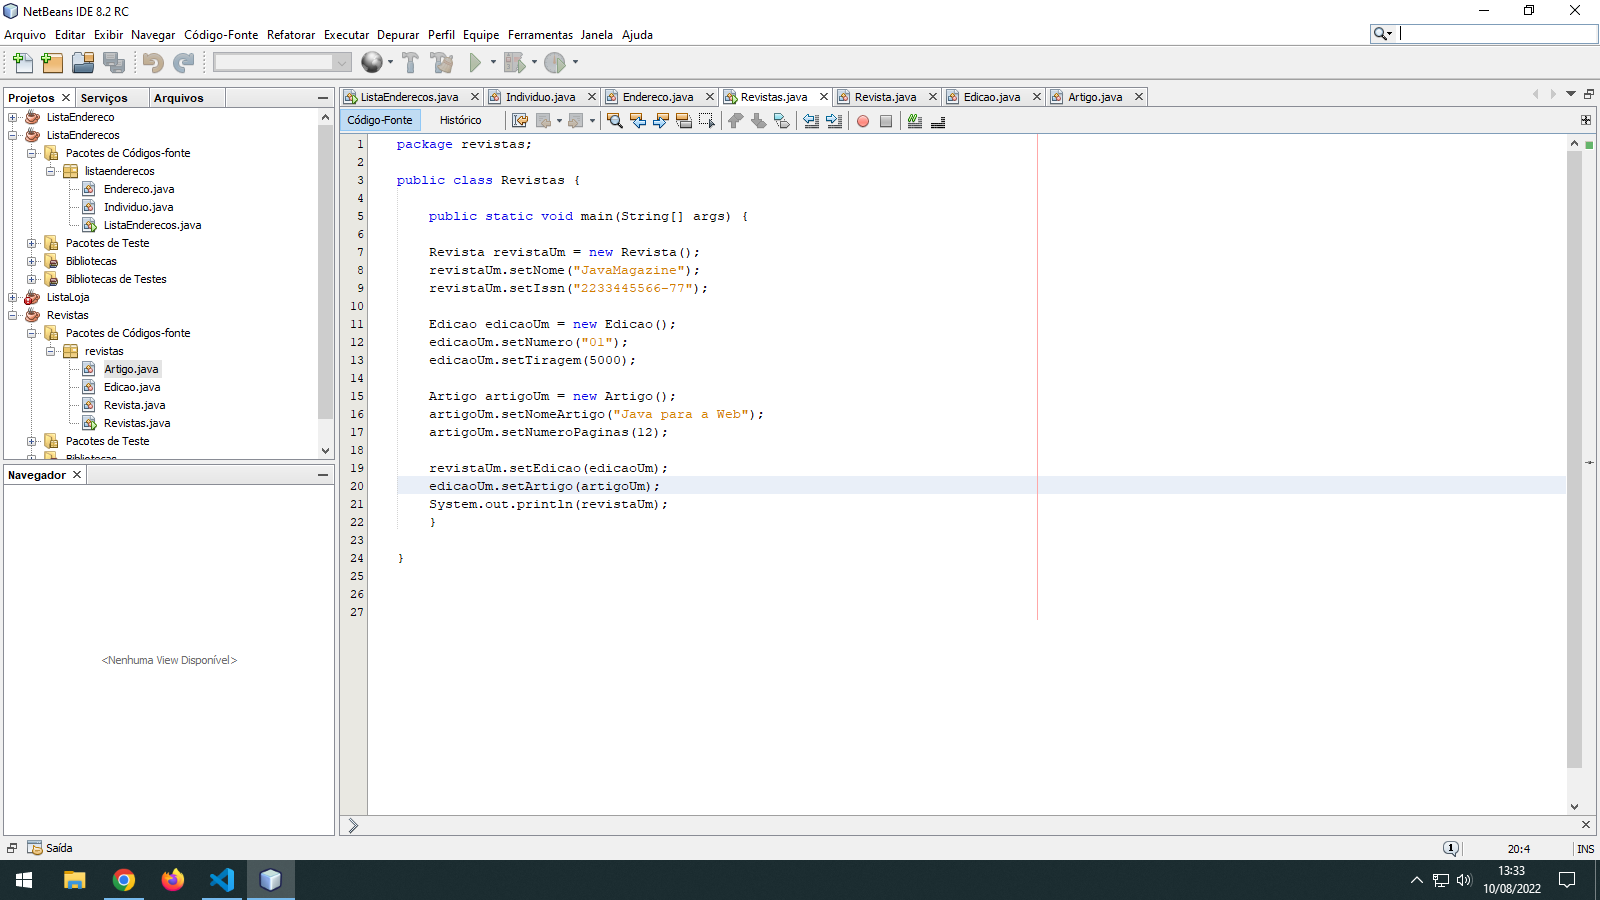 NetBeans IDE 8.2 RC
Arquivo Editar Exibir Navegar Código-Fonte Refatorar Executar Depurar Perfil Equipe Ferramentas Janela Ajuda
Projetos Serviços Arquivos
ListaEndereco
ListaEnderecos
Pacotes de Códigos-fonte
listaenderecos
Endereco.java
Individuo.java
ListaEnderecos.java
Pacotes de Teste
Bibliotecas
Bibliotecas de Testes
ListaLoja
Revistas
Pacotes de Códigos-fonte
revistas
Artigo.java
Edicao.java
Revista.java
Revistas.java
Pacotes de Teste
Bibliotecas
Navegador
<Nenhuma View Disponível>
ListaEnderecos.java Individuo.java Endereco.java Revistas.java Revista.java Edicao.java Artigo.java
Código-Fonte Histórico
1 package revistas;
2
3 public class Revistas {
4
5 public static void main(String[] args) {
6
7 Revista revistaUm = new Revista();
8 revistaUm.setNome("JavaMagazine");
9 revistaUm.setIssn("2233445566-77");
10
11 Edicao edicaoUm = new Edicao();
12 edicaoUm.setNumero("01");
13 edicaoUm.setTiragem(5000);
14
15 Artigo artigoUm = new Artigo();
16 artigoUm.setNomeArtigo("Java para a Web");
17 artigoUm.setNumeroPaginas(12);
18
19 revistaUm.setEdicao(edicaoUm);
20 edicaoUm.setArtigo(artigoUm);
21 System.out.println(revistaUm);
22 }
23
24 }
25
26
27
Saída
1 20:4 INS
13:33
10/08/2022